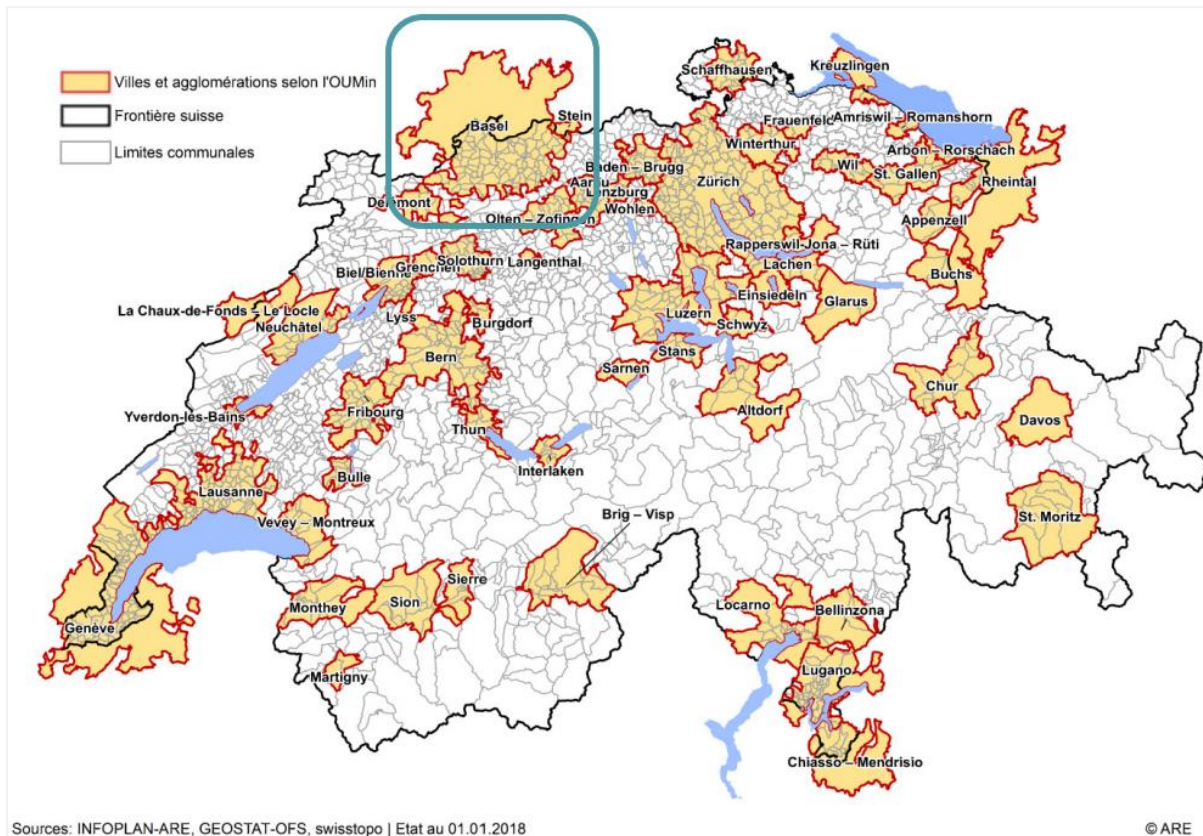 Villes et agglomérations selon l'OUMin
Frontière suisse
Limites communales
Schaffhausen
Kreuzlingen
Basel
Stein
Frauenfeld
Amriswil – Romanshorn
Winterthur
Arbon – Rorschach
Baden – Brugg
Zürich
Wil
St. Gallen
Rheintal
Aarau
Lenzburg
Delémont
Wohlen
Olten – Zofingen
Appenzell
Rapperswil-Jona – Rüti
Solothurn
Langenthal
Grenchen
Biel/Bienne
Lachen
Buchs
Einsiedeln
Glarus
La Chaux-de-Fonds – Le Locle
Lyss
Burgdorf
Luzern
Schwyz
Neuchâtel
Bern
Stans
Sarnen
Chur
Altdorf
Yverdon-les-Bains
Fribourg
Davos
Thun
Interlaken
Bulle
Lausanne
Brig – Visp
St. Moritz
Vevey – Montreux
Sierre
Monthey
Sion
Locarno
Bellinzona
Genève
Martigny
Lugano
Chiasso – Mendrisio
Sources: INFOPLAN-ARE, GEOSTAT-OFS, swisstopo | Etat au 01.01.2018
© ARE